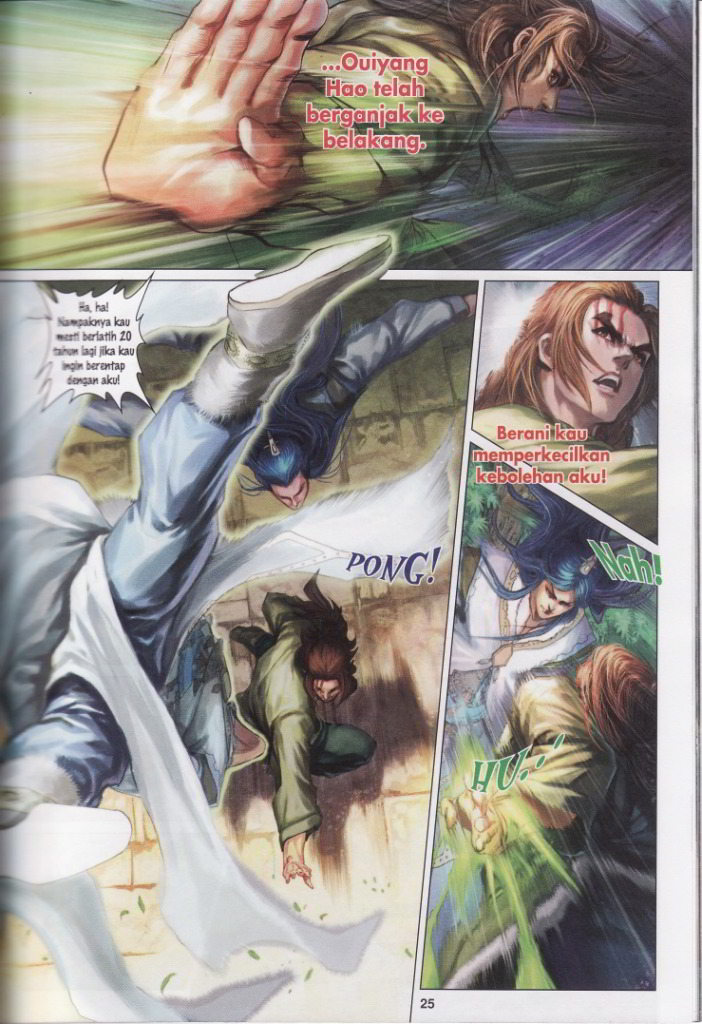 ...Ouiyang
Hao telah
berganjak ke
belakang.
Ha, ha!
Nampaknya kau
mesti berlatih 20
tahun lagi jika kau
ingin berentap
dengan aku!
PONG!
Berani kau
memperkecilkan
kebolehan aku!
Nah!
HU...
25